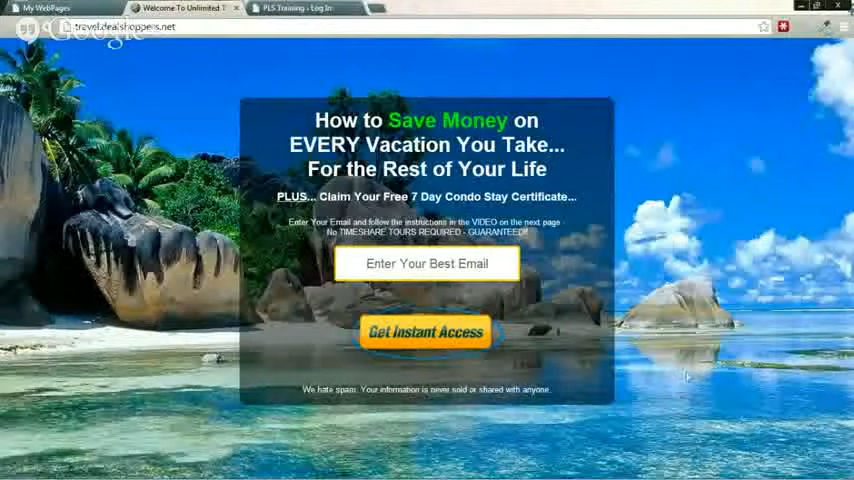 My WebPages
Welcome To Unlimited T
PLS Training - Log In
Google
travel.dealshoppers.net
How to Save Money on
EVERY Vacation You Take...
For the Rest of Your Life
PLUS... Claim Your Free 7 Day Condo Stay Certificate...
Enter Your Email and follow the instructions in the VIDEO on the next page -
No TIMESHARE TOURS REQUIRED - GUARANTEED!!
Enter Your Best Email
Get Instant Access
We hate spam. Your information is never sold or shared with anyone.